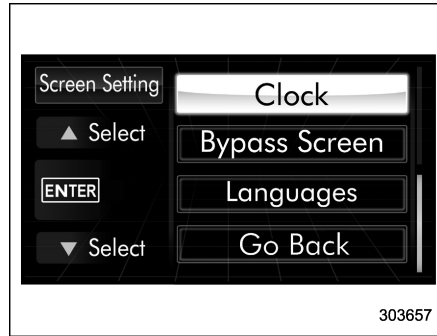 Screen Setting
Clock
▲ Select
Bypass Screen
ENTER
Languages
▼ Select
Go Back
303657